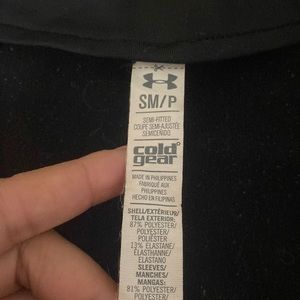 SM/P
SEMI-FITTED
COUPE SEMI-AJUSTÉE
SEMICEÑIDO
cold
gear
MADE IN PHILIPPINES
FABRIQUÉ AUX
PHILIPPINES
HECHO EN FILIPINAS
SHELL/EXTÉRIEUR/
TELA EXTERIOR:
87% POLYESTER/
POLYESTER/
POLIÉSTER
13% ELASTANE/
ÉLASTHANNE/
ELASTANO
SLEEVES/
MANCHES/
MANGAS:
81% POLYESTER/
POLYESTER/